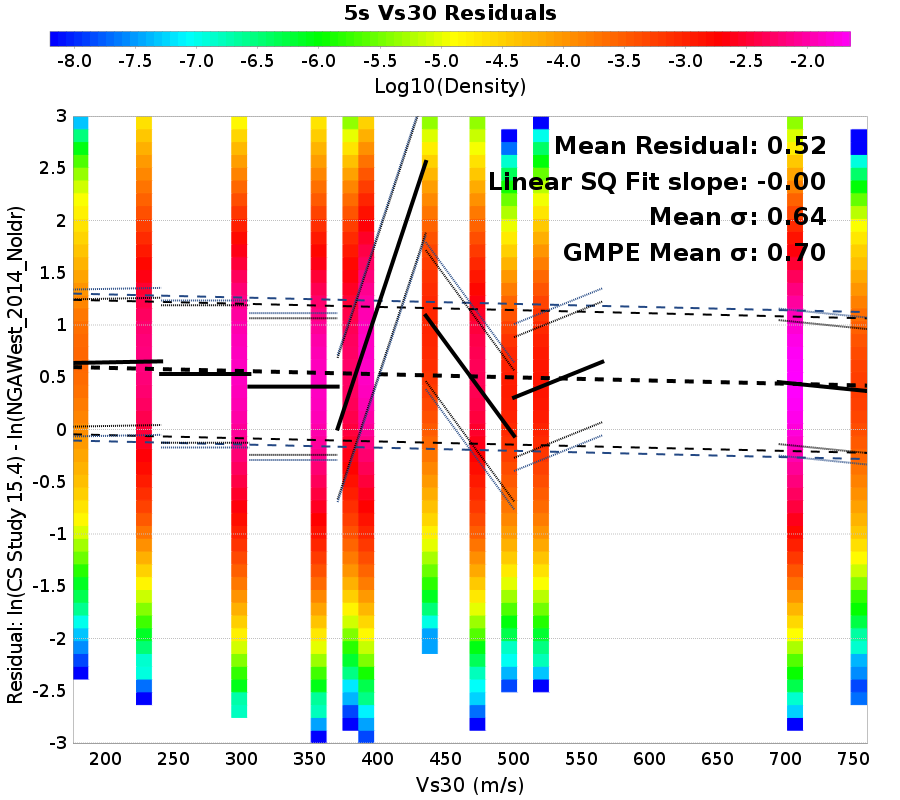 5s Vs30 Residuals
-8.0 -7.5 -7.0 -6.5 -6.0 -5.5 -5.0 -4.5 -4.0 -3.5 -3.0 -2.5 -2.0
Log10(Density)
Mean Residual: 0.52
Linear SQ Fit slope: -0.00
Mean σ: 0.64
GMPE Mean σ: 0.70
Residual: ln(CS Study 15.4) - ln(NGAWest_2014_NoIdr)
3
2.5
2
1.5
1
0.5
0
-0.5
-1
-1.5
-2
-2.5
-3
200 250 300 350 400 450 500 550 600 650 700 750
Vs30 (m/s)